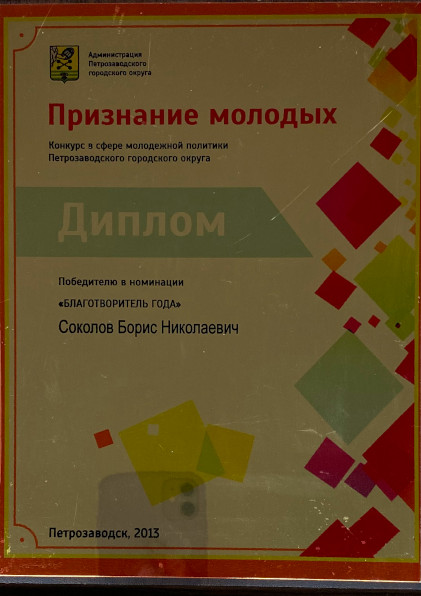 Администрация
Петрозаводского
городского округа
Признание молодых
Конкурс в сфере молодежной политики
Петрозаводского городского округа
Диплом
Победителю в номинации
«БЛАГОТВОРИТЕЛЬ ГОДА»
Соколов Борис Николаевич
Петрозаводск, 2013